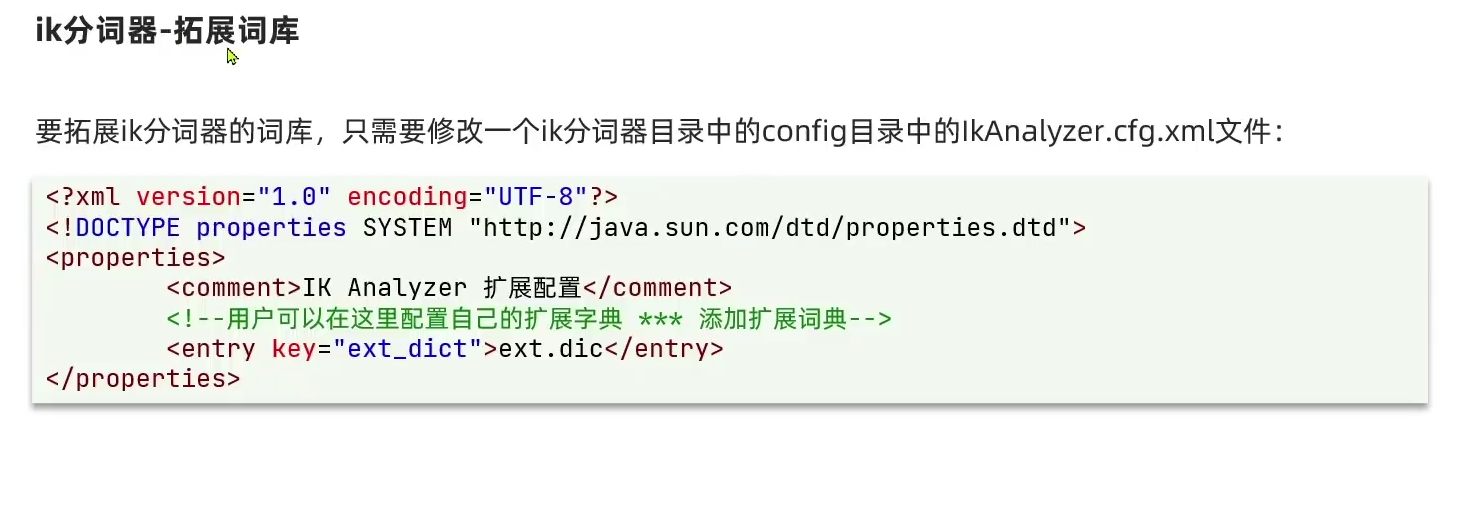 ik分词器-拓展词库
要拓展ik分词器的词库，只需要修改一个ik分词器目录中的config目录中的IkAnalyzer.cfg.xml文件：
<?xml version="1.0" encoding="UTF-8"?>
<!DOCTYPE properties SYSTEM "http://java.sun.com/dtd/properties.dtd">
<properties>
        <comment>IK Analyzer 扩展配置</comment>
        <!--用户可以在这里配置自己的扩展字典 *** 添加扩展词典-->
        <entry key="ext_dict">ext.dic</entry>
</properties>